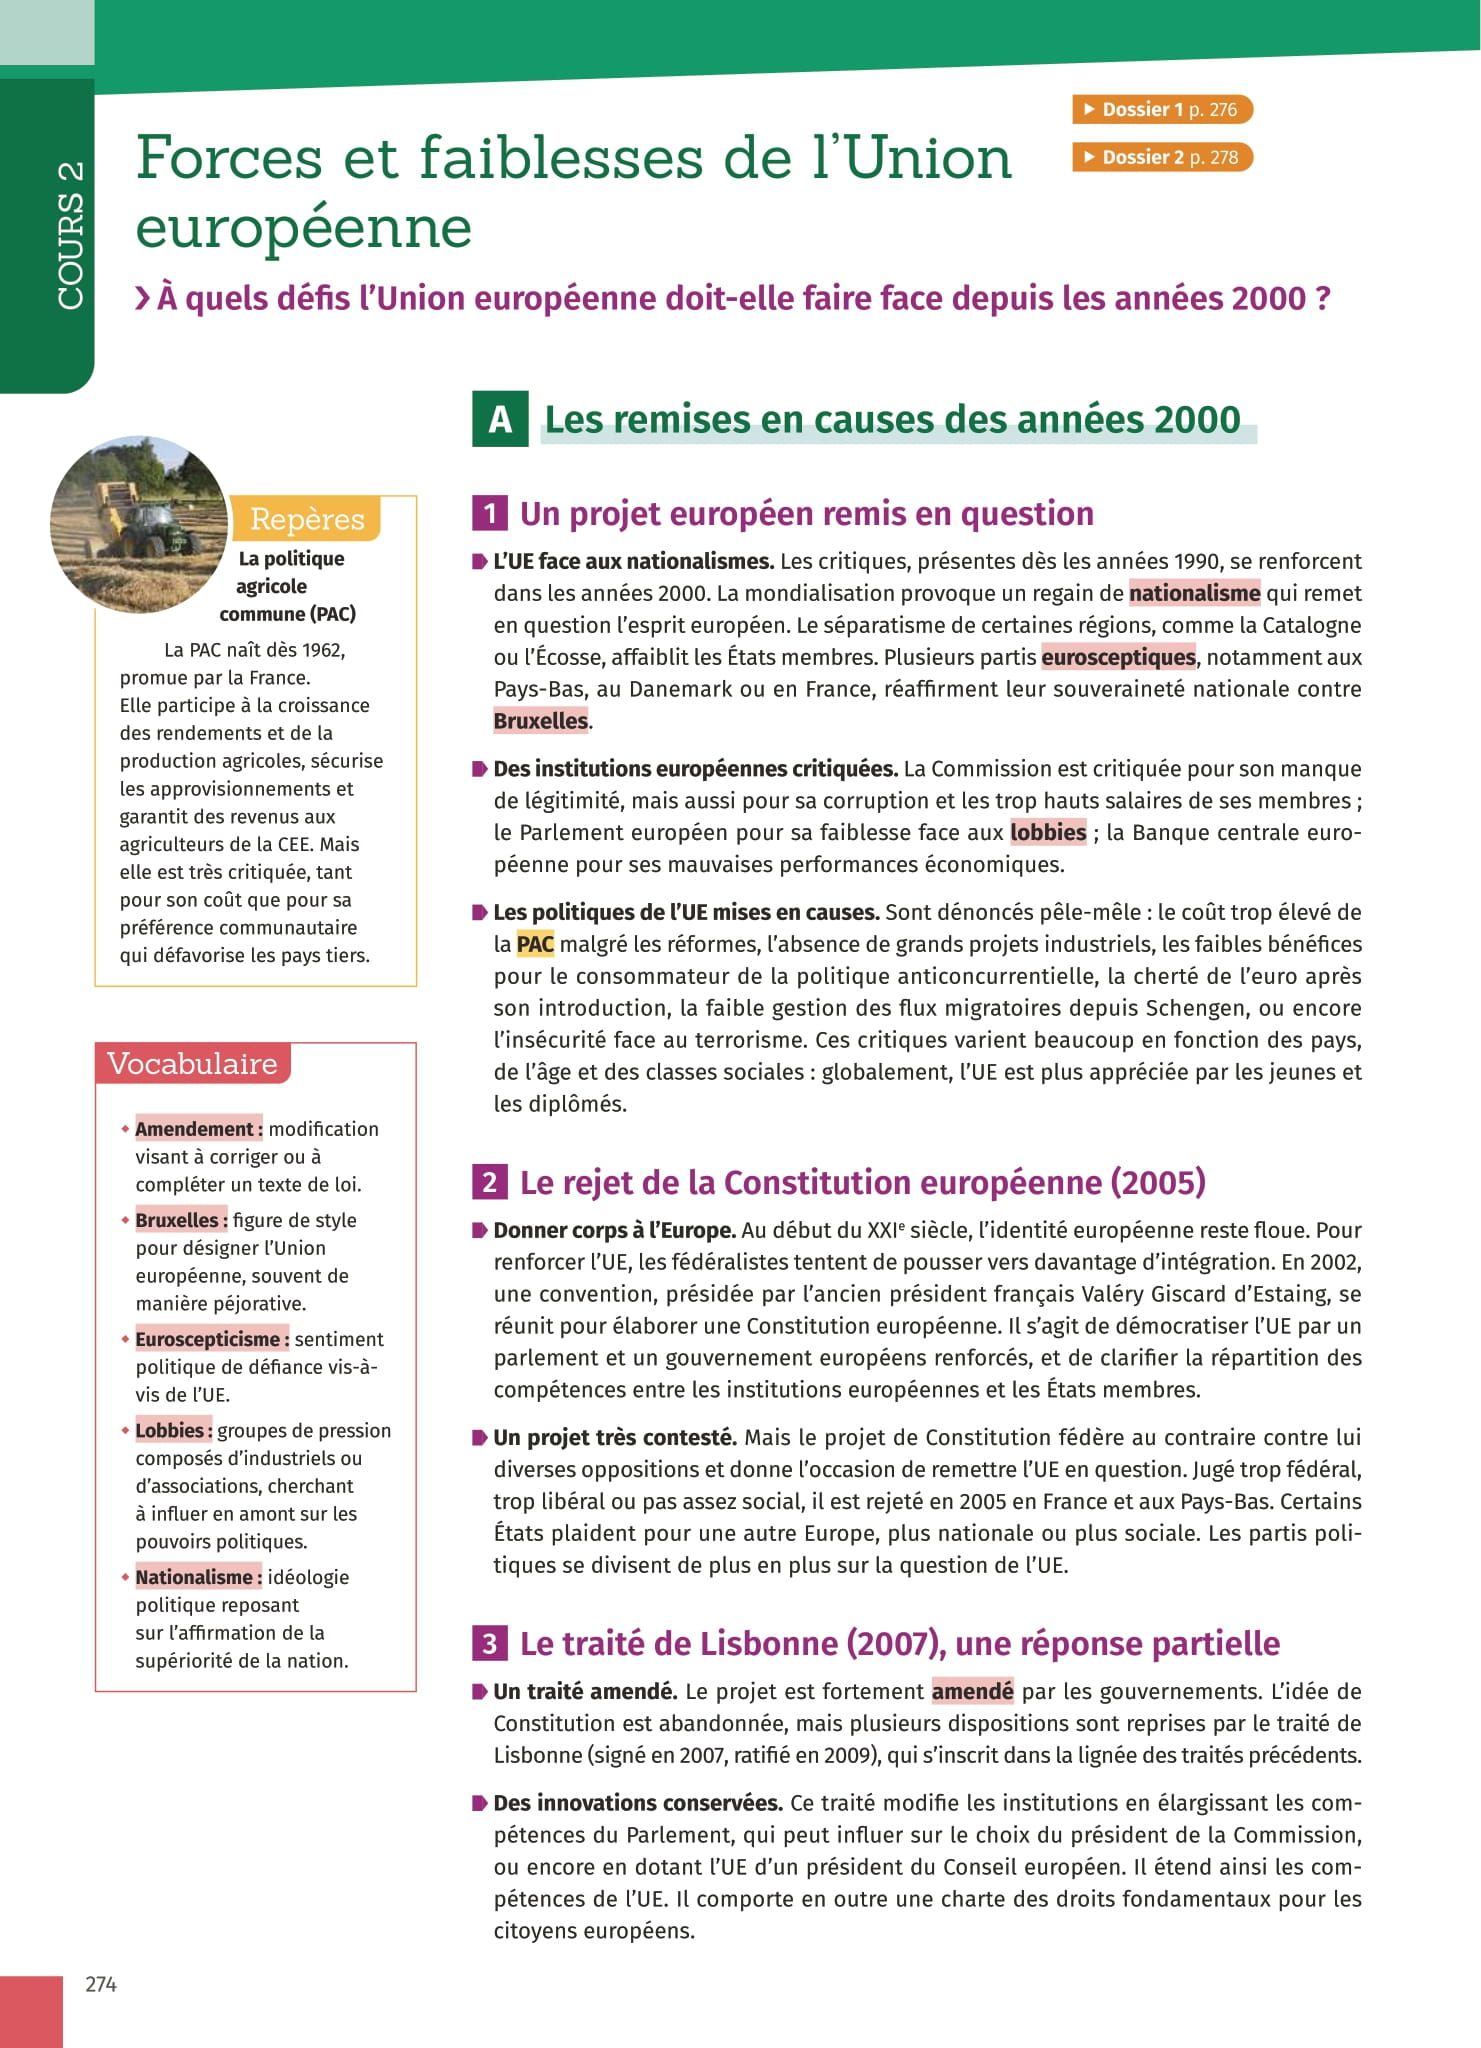 COURS 2
Forces et faiblesses de l’Union
européenne
▶ Dossier 1 p. 276
▶ Dossier 2 p. 278
❯ À quels défis l’Union européenne doit-elle faire face depuis les années 2000 ?
A Les remises en causes des années 2000
Repères
La politique
agricole
commune (PAC)
La PAC naît dès 1962,
promue par la France.
Elle participe à la croissance
des rendements et de la
production agricoles, sécurise
les approvisionnements et
garantit des revenus aux
agriculteurs de la CEE. Mais
elle est très critiquée, tant
pour son coût que pour sa
préférence communautaire
qui défavorise les pays tiers.
Vocabulaire
Amendement : modification
visant à corriger ou à
compléter un texte de loi.
Bruxelles : figure de style
pour désigner l’Union
européenne, souvent de
manière péjorative.
Euroscepticisme : sentiment
politique de défiance vis-à-
vis de l’UE.
Lobbies : groupes de pression
composés d’industriels ou
d’associations, cherchant
à influer en amont sur les
pouvoirs politiques.
Nationalisme : idéologie
politique reposant
sur l’affirmation de la
supériorité de la nation.
1 Un projet européen remis en question
L’UE face aux nationalismes. Les critiques, présentes dès les années 1990, se renforcent
dans les années 2000. La mondialisation provoque un regain de nationalisme qui remet
en question l’esprit européen. Le séparatisme de certaines régions, comme la Catalogne
ou l’Écosse, affaiblit les États membres. Plusieurs partis eurosceptiques, notamment aux
Pays-Bas, au Danemark ou en France, réaffirment leur souveraineté nationale contre
Bruxelles.
Des institutions européennes critiquées. La Commission est critiquée pour son manque
de légitimité, mais aussi pour sa corruption et les trop hauts salaires de ses membres ;
le Parlement européen pour sa faiblesse face aux lobbies ; la Banque centrale euro-
péenne pour ses mauvaises performances économiques.
Les politiques de l’UE mises en causes. Sont dénoncés pêle-mêle : le coût trop élevé de
la PAC malgré les réformes, l’absence de grands projets industriels, les faibles bénéfices
pour le consommateur de la politique anticoncurrentielle, la cherté de l’euro après
son introduction, la faible gestion des flux migratoires depuis Schengen, ou encore
l’insécurité face au terrorisme. Ces critiques varient beaucoup en fonction des pays,
de l’âge et des classes sociales : globalement, l’UE est plus appréciée par les jeunes et
les diplômés.
2 Le rejet de la Constitution européenne (2005)
Donner corps à l’Europe. Au début du XXIe siècle, l’identité européenne reste floue. Pour
renforcer l’UE, les fédéralistes tentent de pousser vers davantage d’intégration. En 2002,
une convention, présidée par l’ancien président français Valéry Giscard d’Estaing, se
réunit pour élaborer une Constitution européenne. Il s’agit de démocratiser l’UE par un
parlement et un gouvernement européens renforcés, et de clarifier la répartition des
compétences entre les institutions européennes et les États membres.
Un projet très contesté. Mais le projet de Constitution fédère au contraire contre lui
diverses oppositions et donne l’occasion de remettre l’UE en question. Jugé trop fédéral,
trop libéral ou pas assez social, il est rejeté en 2005 en France et aux Pays-Bas. Certains
États plaident pour une autre Europe, plus nationale ou plus sociale. Les partis poli-
tiques se divisent de plus en plus sur la question de l’UE.
3 Le traité de Lisbonne (2007), une réponse partielle
Un traité amendé. Le projet est fortement amendé par les gouvernements. L’idée de
Constitution est abandonnée, mais plusieurs dispositions sont reprises par le traité de
Lisbonne (signé en 2007, ratifié en 2009), qui s’inscrit dans la lignée des traités précédents.
Des innovations conservées. Ce traité modifie les institutions en élargissant les com-
pétences du Parlement, qui peut influer sur le choix du président de la Commission,
ou encore en dotant l’UE d’un président du Conseil européen. Il étend ainsi les com-
pétences de l’UE. Il comporte en outre une charte des droits fondamentaux pour les
citoyens européens.
274